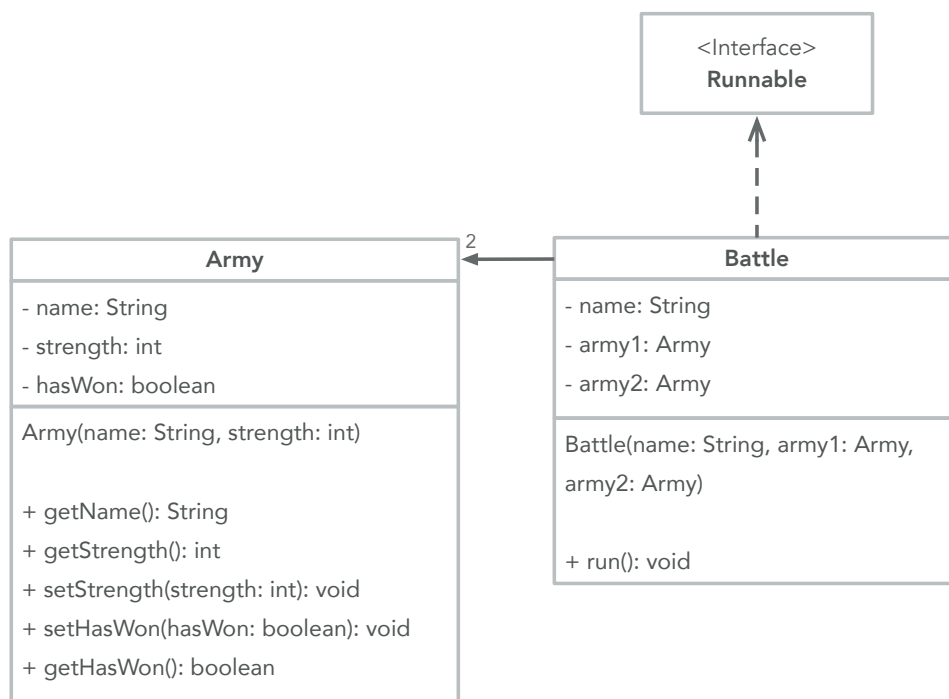 <Interface>
Runnable
2
Army
- name: String
- strength: int
- hasWon: boolean
Army(name: String, strength: int)
+ getName(): String
+ getStrength(): int
+ setStrength(strength: int): void
+ setHasWon(hasWon: boolean): void
+ getHasWon(): boolean
Battle
- name: String
- army1: Army
- army2: Army
Battle(name: String, army1: Army,
army2: Army)
+ run(): void